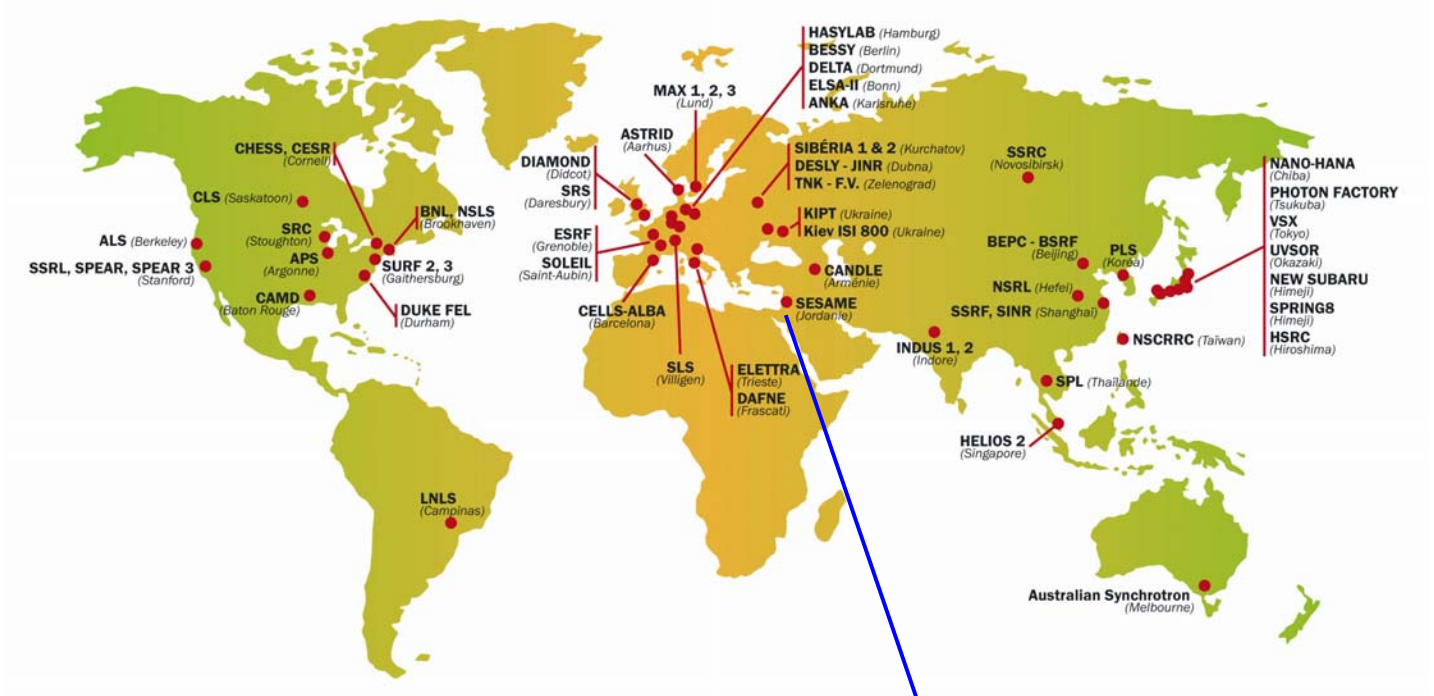 HASYLAB (Hamburg)
BESSY (Berlin)
DELTA (Dortmund)
ELSA-II (Bonn)
ANKA (Karlsruhe)
MAX 1, 2, 3
(Lund)
ASTRID
(Aarhus)
DIAMOND
(Didcot)
SRS
(Daresbury)
ESRF
(Grenoble)
SOLEIL
(Saint-Aubin)
CHESS, CESR
(Cornell)
CLS (Saskatoon)
BNL, NSLS
(Brookhaven)
SRC
(Stoughton)
ALS (Berkeley)
APS
(Argonne)
SURF 2, 3
(Gaithersburg)
SSRL, SPEAR, SPEAR 3
(Stanford)
CAMD
(Baton Rouge)
DUKE FEL
(Durham)
SIBÉRIA 1 & 2 (Kurchatov)
DESLY - JINR (Dubna)
TNK - F.V. (Zelenograd)
KIPT (Ukraine)
Kiev ISI 800 (Ukraine)
CANDLE
(Arménie)
SESAME
(Jordanie)
CELLS-ALBA
(Barcelona)
SLS
(Villigen)
ELETTRA
(Trieste)
DAFNE
(Frascati)
SSRC
(Novosibirsk)
BEPC - BSRF
(Beijing)
PLS
(Koréa)
NSRL (Hefei)
SSRF, SINR (Shanghaï)
INDUS 1, 2
(Indore)
NSCRRC (Taïwan)
SPL (Thaïlande)
HELIOS 2
(Singapore)
NANO-HANA
(Chiba)
PHOTON FACTORY
(Tsukuba)
VSX
(Tokyo)
UVSOR
(Okazaki)
NEW SUBARU
(Himeji)
SPRING8
(Himeji)
HSRC
(Hiroshima)
LNLS
(Campinas)
Australian Synchrotron
(Melbourne)